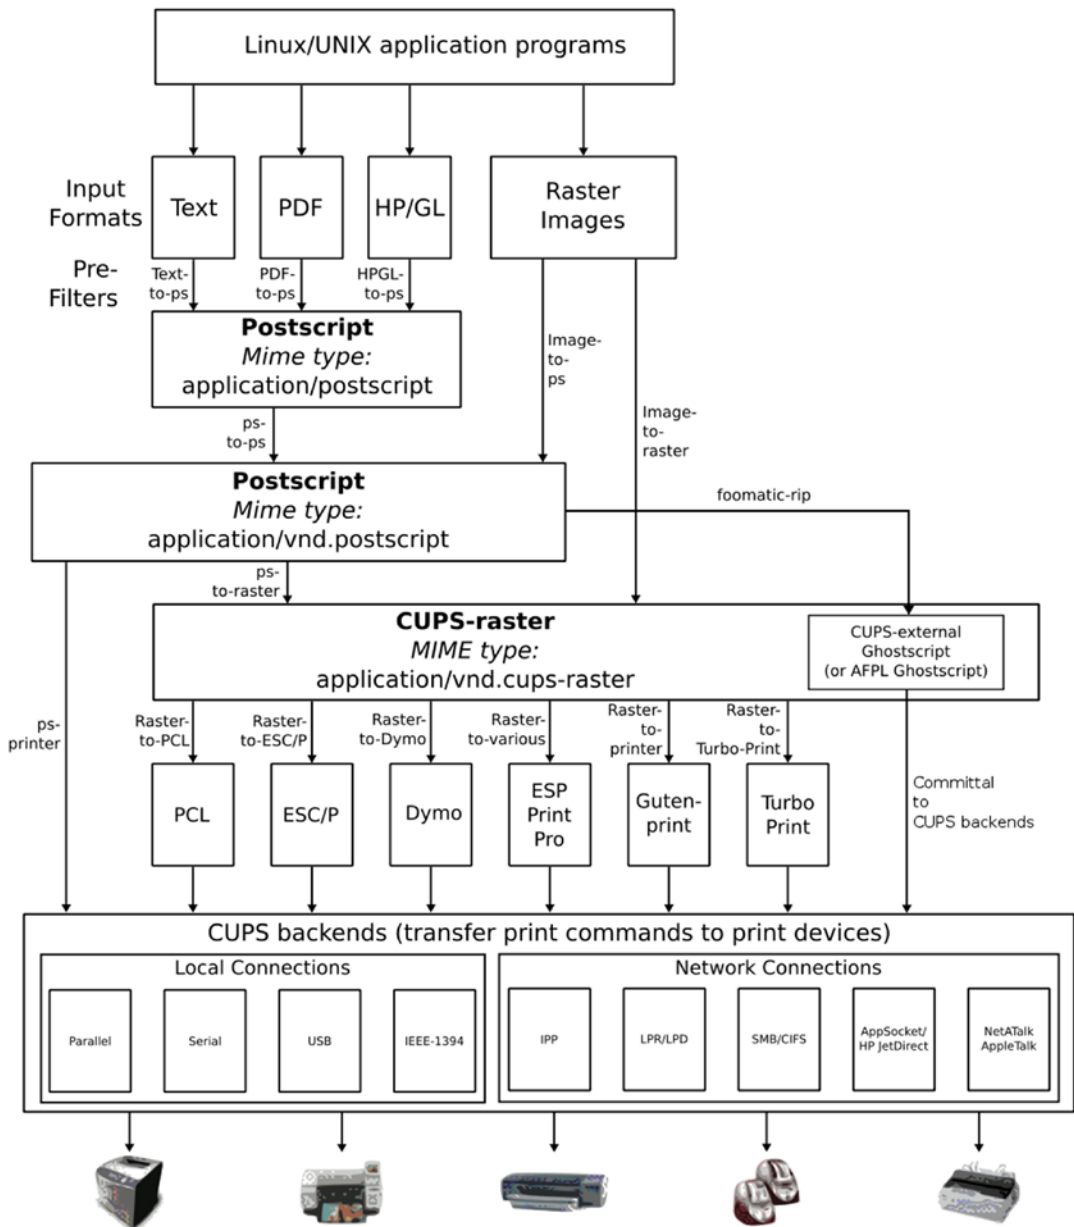 Linux/UNIX application programs
Input
Formats
Text
PDF
HP/GL
Raster
Images
Pre-
Filters
Text-
to-ps
PDF-
to-ps
HPGL-
to-ps
Postscript
Mime type:
application/postscript
Image-
to-
ps
Image-
to-
raster
ps-
to-ps
Postscript
Mime type:
application/vnd.postscript
foomatic-rip
ps-
to-raster
CUPS-raster
MIME type:
application/vnd.cups-raster
CUPS-external
Ghostscript
(or AFPL Ghostscript)
ps-
printer
Raster-
to-PCL
Raster-
to-ESC/P
Raster-
to-Dymo
Raster-
to-various
Raster-
to-
printer
Raster-
to-
Turbo-Print
PCL
ESC/P
Dymo
ESP
Print
Pro
Guten-
print
Turbo
Print
Committal
to
CUPS backends
CUPS backends (transfer print commands to print devices)
Local Connections
Parallel
Serial
USB
IEEE-1394
Network Connections
IPP
LPR/LPD
SMB/CIFS
AppSocket/
HP JetDirect
NetATalk
AppleTalk